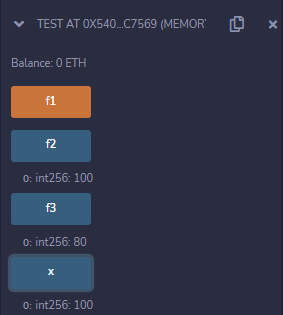 TEST AT 0X540...C7569 (MEMORY
Balance: 0 ETH
f1
f2
0: int256: 100
f3
0: int256: 80
x
0: int256: 100